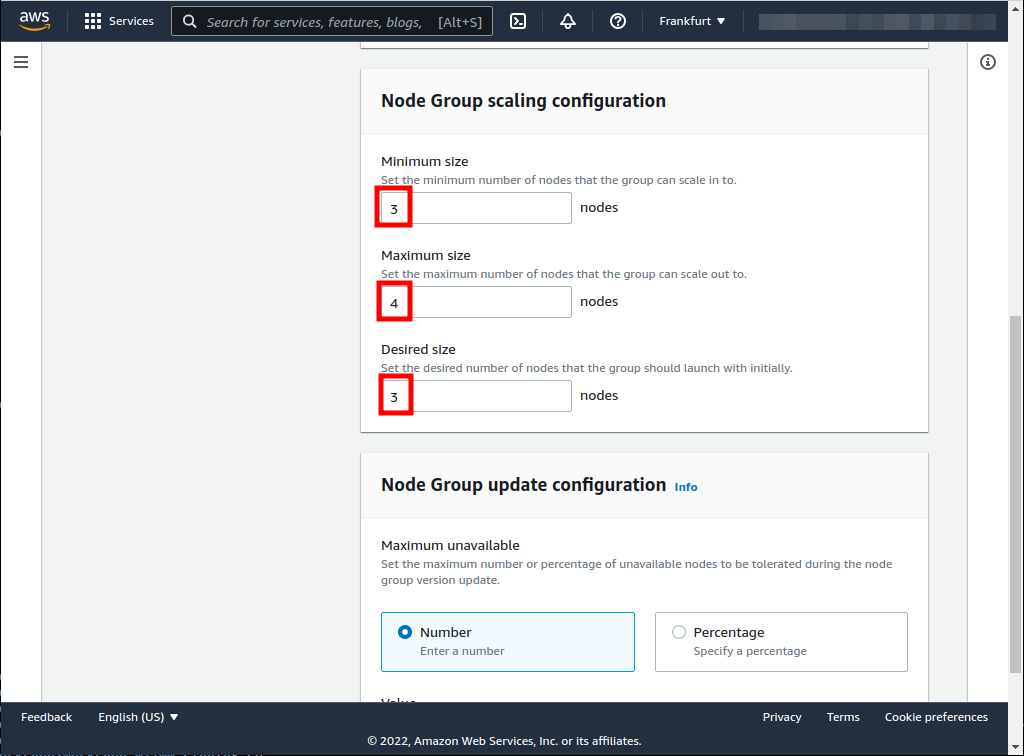 aws Services Search for services, features, blogs, [Alt+S] Frankfurt
Node Group scaling configuration
Minimum size
Set the minimum number of nodes that the group can scale in to.
3 nodes
Maximum size
Set the maximum number of nodes that the group can scale out to.
4 nodes
Desired size
Set the desired number of nodes that the group should launch with initially.
3 nodes
Node Group update configuration Info
Maximum unavailable
Set the maximum number or percentage of unavailable nodes to be tolerated during the node
group version update.
Number Percentage
Enter a number Specify a percentage
Value
Feedback English (US) Privacy Terms Cookie preferences
© 2022, Amazon Web Services, Inc. or its affiliates.